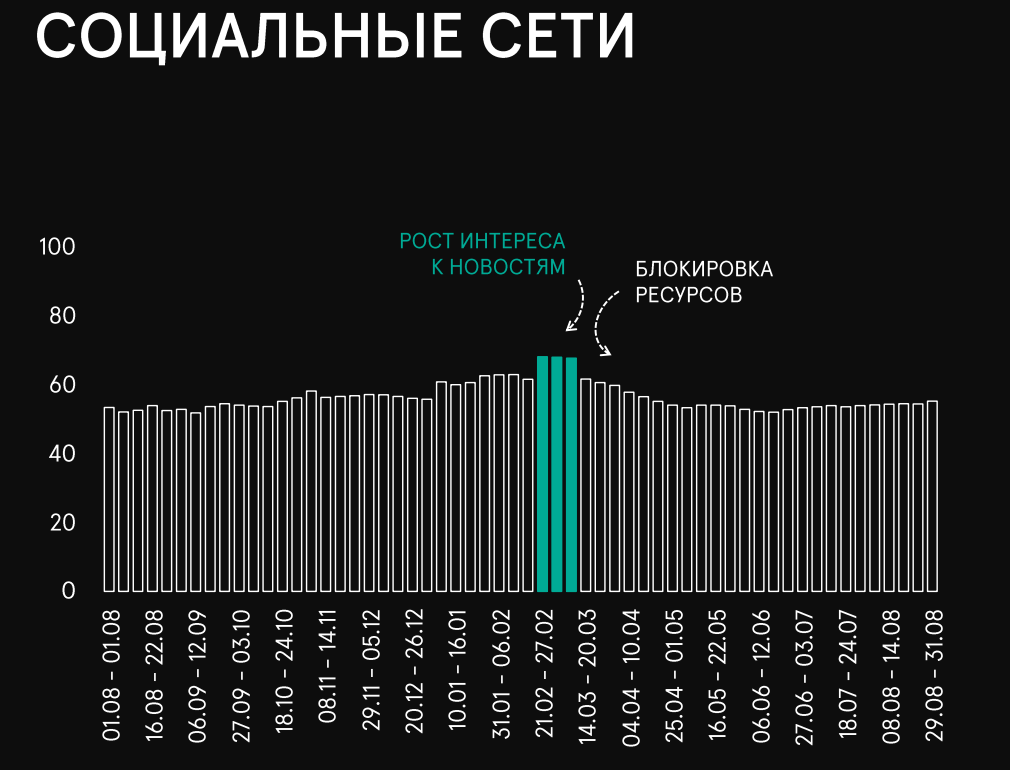 СОЦИАЛЬНЫЕ СЕТИ
РОСТ ИНТЕРЕСА
К НОВОСТЯМ
БЛОКИРОВКА
РЕСУРСОВ
100
80
60
40
20
0
01.08 – 01.08
16.08 – 22.08
06.09 – 12.09
27.09 – 03.10
18.10 – 24.10
08.11 – 14.11
29.11 – 05.12
20.12 – 26.12
10.01 – 16.01
31.01 – 06.02
21.02 – 27.02
14.03 – 20.03
04.04 – 10.04
25.04 – 01.05
16.05 – 22.05
06.06 – 12.06
27.06 – 03.07
18.07 – 24.07
08.08 – 14.08
29.08 – 31.08